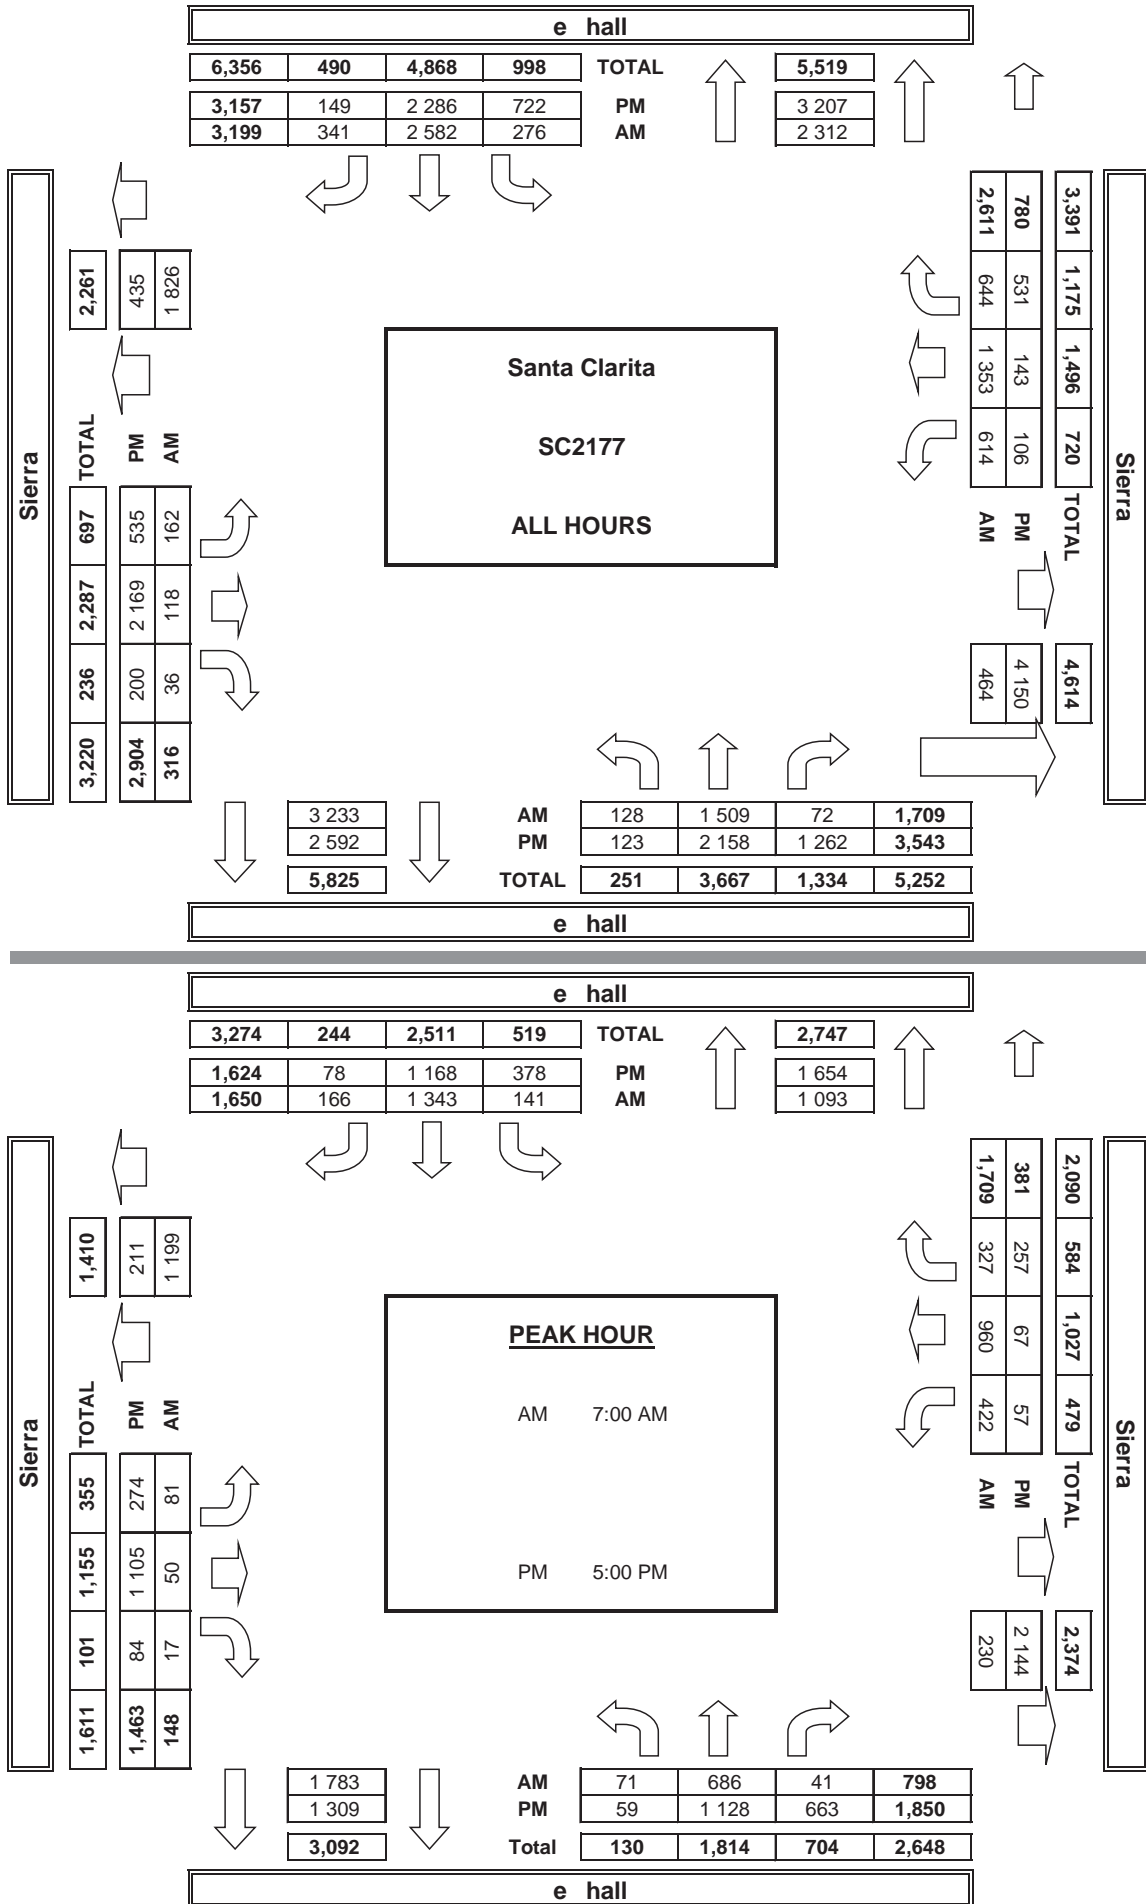 e hall
6,356 490 4,868 998 TOTAL 5,519
3,157 149 2 286 722 PM 3 207
3,199 341 2 582 276 AM 2 312
Sierra
2,261
435
1 826
TOTAL 697 2,287 236 3,220
PM 535 2 169 200 2,904
AM 162 118 36 316
Santa Clarita
SC2177
ALL HOURS
3,391 1,175 1,496 720 TOTAL
780 531 143 106 PM
2,611 644 1 353 614 AM
4,614
4 150
464
Sierra
3 233 AM 128 1 509 72 1,709
2 592 PM 123 2 158 1 262 3,543
5,825 TOTAL 251 3,667 1,334 5,252
e hall
e hall
3,274 244 2,511 519 TOTAL 2,747
1,624 78 1 168 378 PM 1 654
1,650 166 1 343 141 AM 1 093
Sierra
1,410
211
1 199
TOTAL 355 1,155 101 1,611
PM 274 1 105 84 1,463
AM 81 50 17 148
PEAK HOUR
AM 7:00 AM
PM 5:00 PM
2,090 584 1,027 479 TOTAL
381 257 67 57 PM
1,709 327 960 422 AM
2,374
2 144
230
Sierra
1 783 AM 71 686 41 798
1 309 PM 59 1 128 663 1,850
3,092 Total 130 1,814 704 2,648
e hall